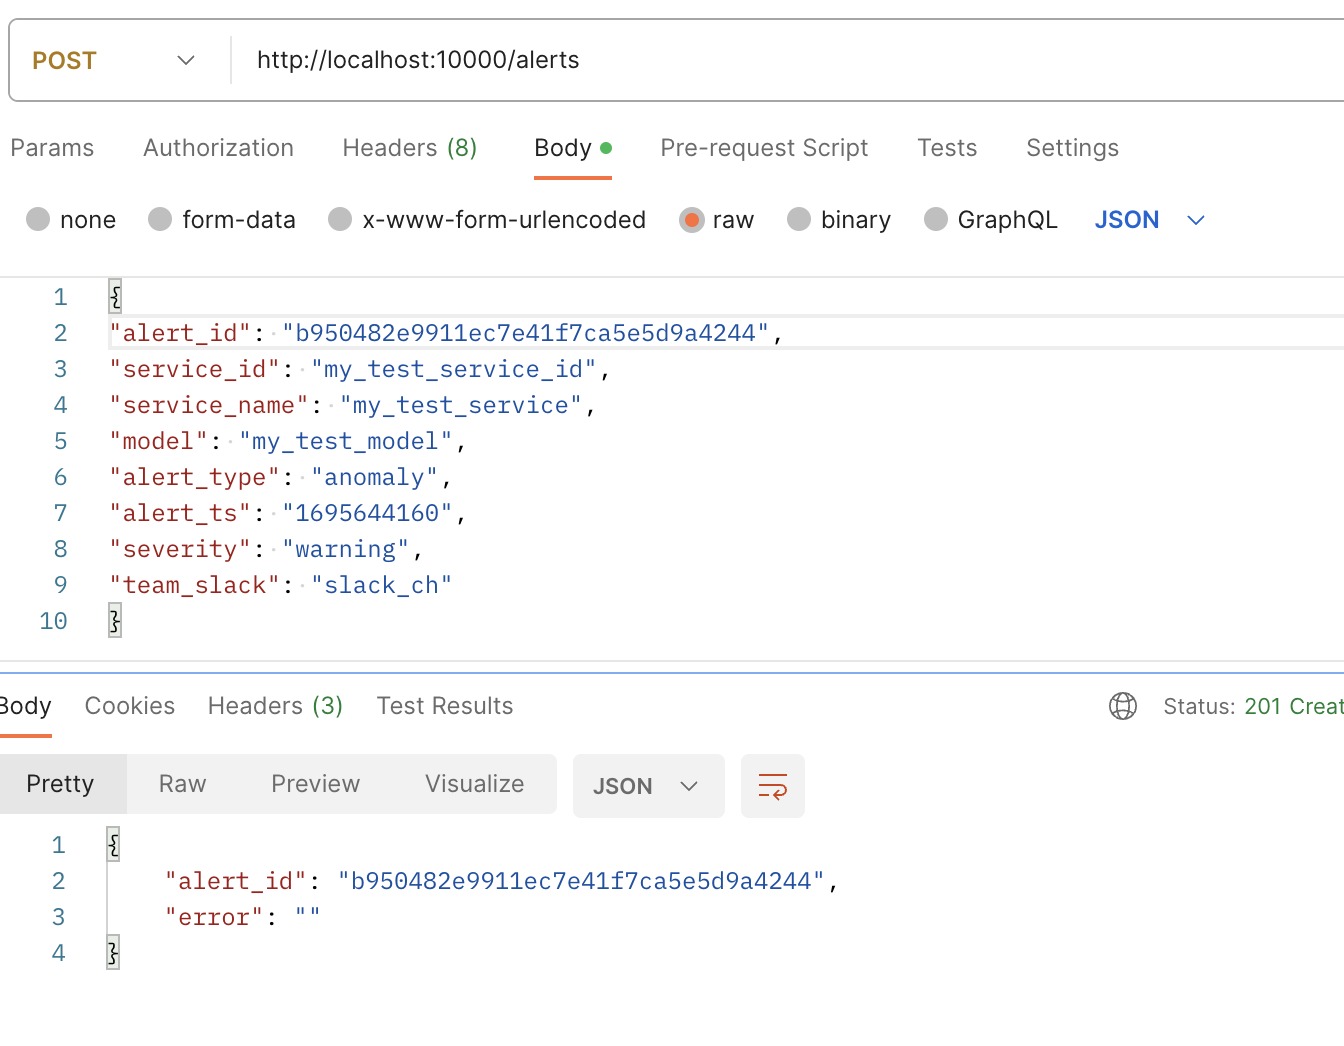 POST http://localhost:10000/alerts
Params Authorization Headers (8) Body Pre-request Script Tests Settings
none form-data x-www-form-urlencoded raw binary GraphQL JSON
1 {
2 "alert_id": "b950482e9911ec7e41f7ca5e5d9a4244",
3 "service_id": "my_test_service_id",
4 "service_name": "my_test_service",
5 "model": "my_test_model",
6 "alert_type": "anomaly",
7 "alert_ts": "1695644160",
8 "severity": "warning",
9 "team_slack": "slack_ch"
10 }
Body Cookies Headers (3) Test Results Status: 201 Creat
Pretty Raw Preview Visualize JSON
1 {
2 "alert_id": "b950482e9911ec7e41f7ca5e5d9a4244",
3 "error": ""
4 }